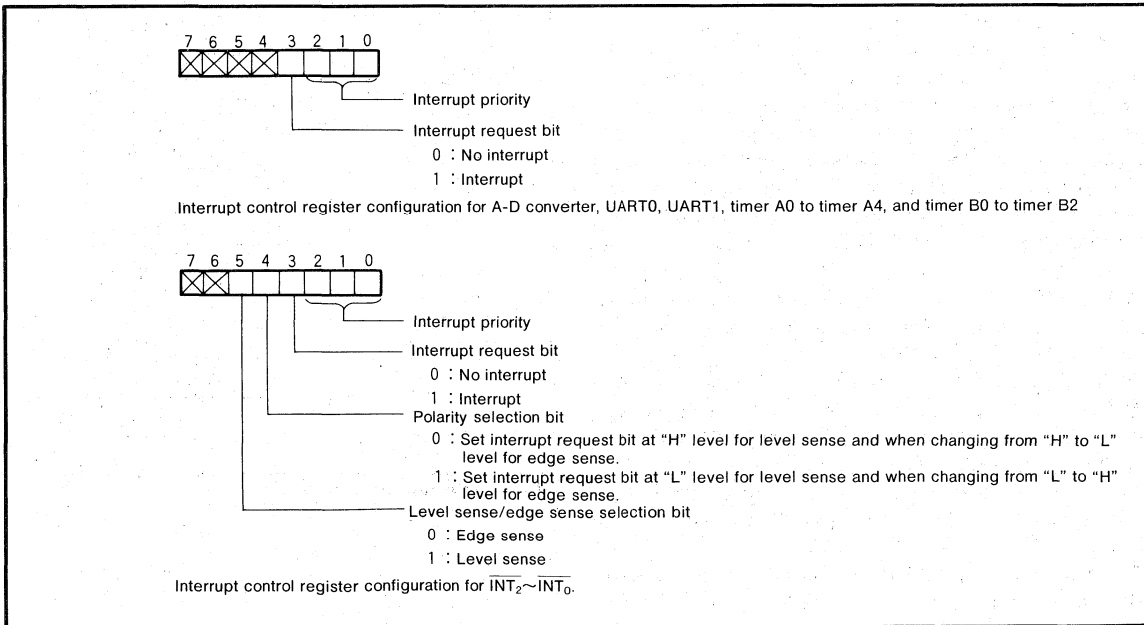 7 6 5 4 3 2 1 0
Interrupt priority
Interrupt request bit
0 : No interrupt
1 : Interrupt
Interrupt control register configuration for A-D converter, UART0, UART1, timer A0 to timer A4, and timer B0 to timer B2
7 6 5 4 3 2 1 0
Interrupt priority
Interrupt request bit
0 : No interrupt
1 : Interrupt
Polarity selection bit
0 : Set interrupt request bit at “H” level for level sense and when changing from “H” to “L”
level for edge sense.
1 : Set interrupt request bit at “L” level for level sense and when changing from “L” to “H”
level for edge sense.
Level sense/edge sense selection bit
0 : Edge sense
1 : Level sense
Interrupt control register configuration for I̅N̅T̅₂~I̅N̅T̅₀.